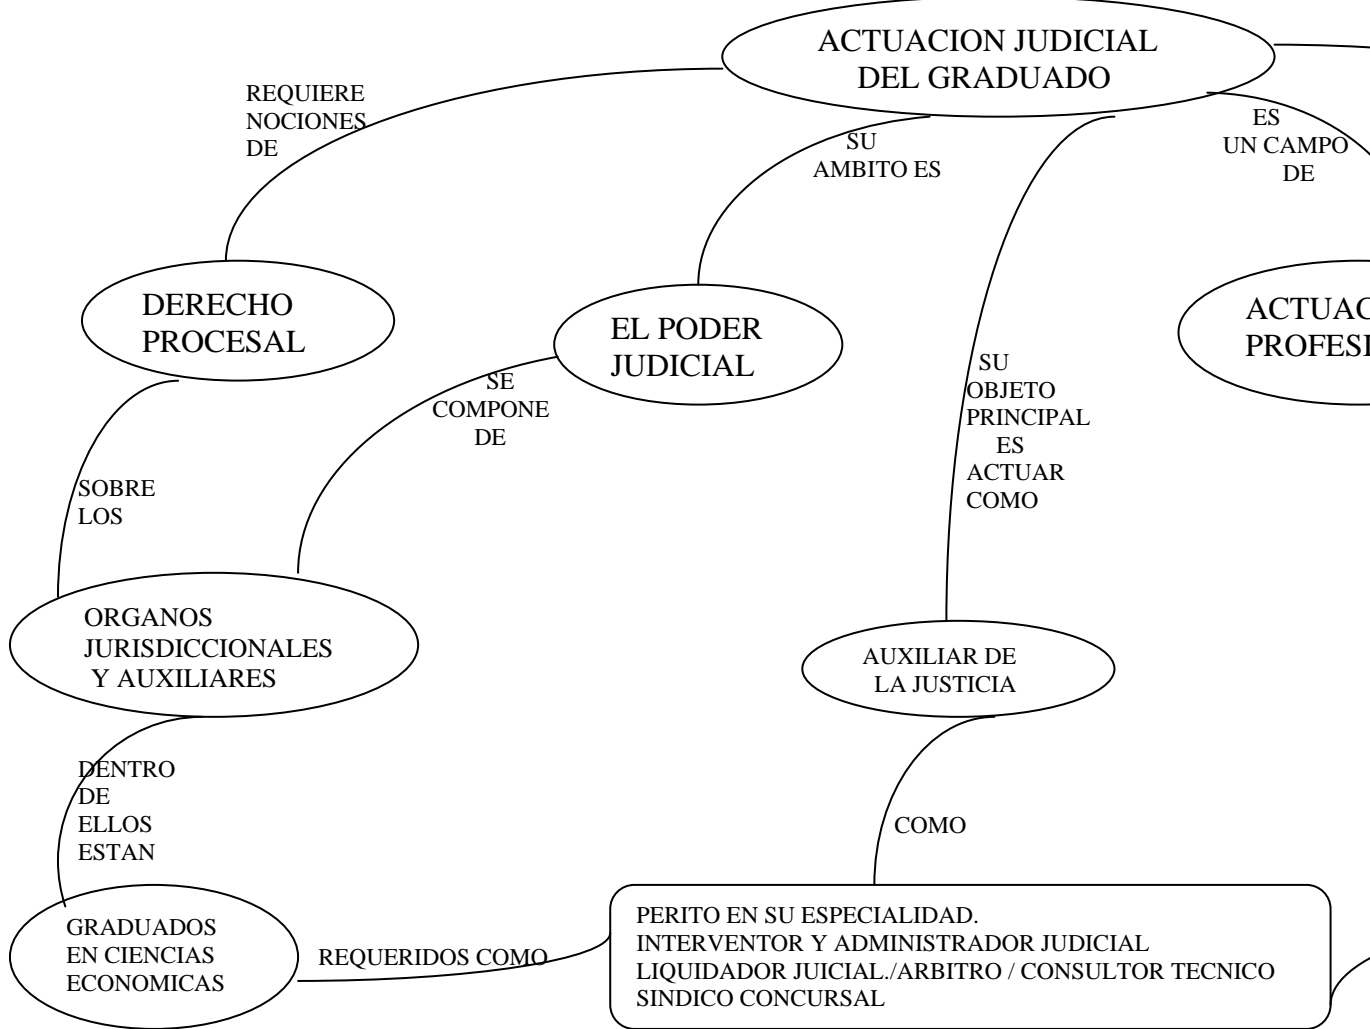 ACTUACION JUDICIAL
DEL GRADUADO
REQUIERE
NOCIONES
DE
SU
AMBITO ES
ES
UN CAMPO
DE
DERECHO
PROCESAL
EL PODER
JUDICIAL
ACTUAC
PROFESI
SE
COMPONE
DE
SU
OBJETO
PRINCIPAL
ES
ACTUAR
COMO
SOBRE
LOS
ORGANOS
JURISDICCIONALES
Y AUXILIARES
AUXILIAR DE
LA JUSTICIA
DENTRO
DE
ELLOS
ESTAN
COMO
GRADUADOS
EN CIENCIAS
ECONOMICAS
REQUERIDOS COMO
PERITO EN SU ESPECIALIDAD.
INTERVENTOR Y ADMINISTRADOR JUDICIAL
LIQUIDADOR JUICIAL./ARBITRO / CONSULTOR TECNICO
SINDICO CONCURSAL